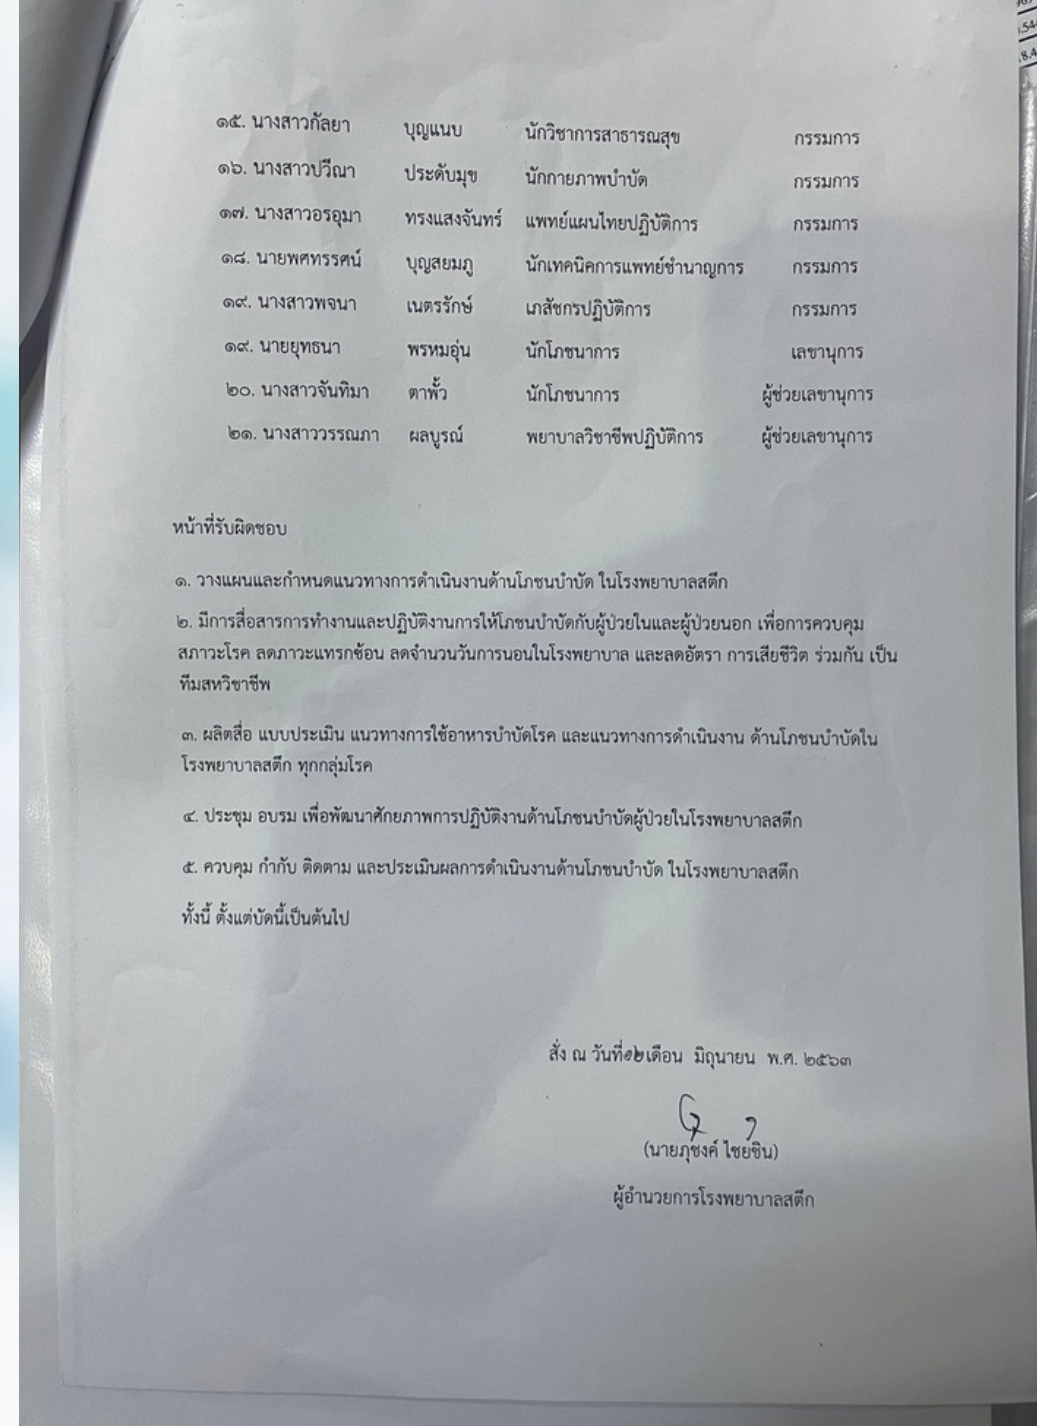 ๑๕. นางสาวกัลยา บุญแนบ นักวิชาการสาธารณสุข กรรมการ
๑๖. นางสาวปวีณา ประดับมุข นักกายภาพบำบัด กรรมการ
๑๗. นางสาวอรอุมา ทรงแสงจันทร์ แพทย์แผนไทยปฏิบัติการ กรรมการ
๑๘. นายพศทรรศน์ บุญสยมภู นักเทคนิคการแพทย์ชำนาญการ กรรมการ
๑๙. นางสาวพจนา เนตรรักษ์ เภสัชกรปฏิบัติการ กรรมการ
๑๙. นายยุทธนา พรหมอุ่น นักโภชนาการ เลขานุการ
๒๐. นางสาวจันทิมา ตาพั้ว นักโภชนาการ ผู้ช่วยเลขานุการ
๒๑. นางสาววรรณภา ผลบูรณ์ พยาบาลวิชาชีพปฏิบัติการ ผู้ช่วยเลขานุการ
หน้าที่รับผิดชอบ
๑. วางแผนและกำหนดแนวทางการดำเนินงานด้านโภชนบำบัด ในโรงพยาบาลสตึก
๒. มีการสื่อสารการทำงานและปฏิบัติงานการให้โภชนบำบัดกับผู้ป่วยในและผู้ป่วยนอก เพื่อการควบคุม
สภาวะโรค ลดภาวะแทรกซ้อน ลดจำนวนวันการนอนในโรงพยาบาล และลดอัตรา การเสียชีวิต ร่วมกัน เป็น
ทีมสหวิชาชีพ
๓. ผลิตสื่อ แบบประเมิน แนวทางการใช้อาหารบำบัดโรค และแนวทางการดำเนินงาน ด้านโภชนบำบัดใน
โรงพยาบาลสตึก ทุกกลุ่มโรค
๔. ประชุม อบรม เพื่อพัฒนาศักยภาพการปฏิบัติงานด้านโภชนบำบัดผู้ป่วยในโรงพยาบาลสตึก
๕. ควบคุม กำกับ ติดตาม และประเมินผลการดำเนินงานด้านโภชนบำบัด ในโรงพยาบาลสตึก
ทั้งนี้ ตั้งแต่บัดนี้เป็นต้นไป
สั่ง ณ วันที่๑๒เดือน มิถุนายน พ.ศ. ๒๕๖๓
(นายภุชงค์ ไชยชิน)
ผู้อำนวยการโรงพยาบาลสตึก